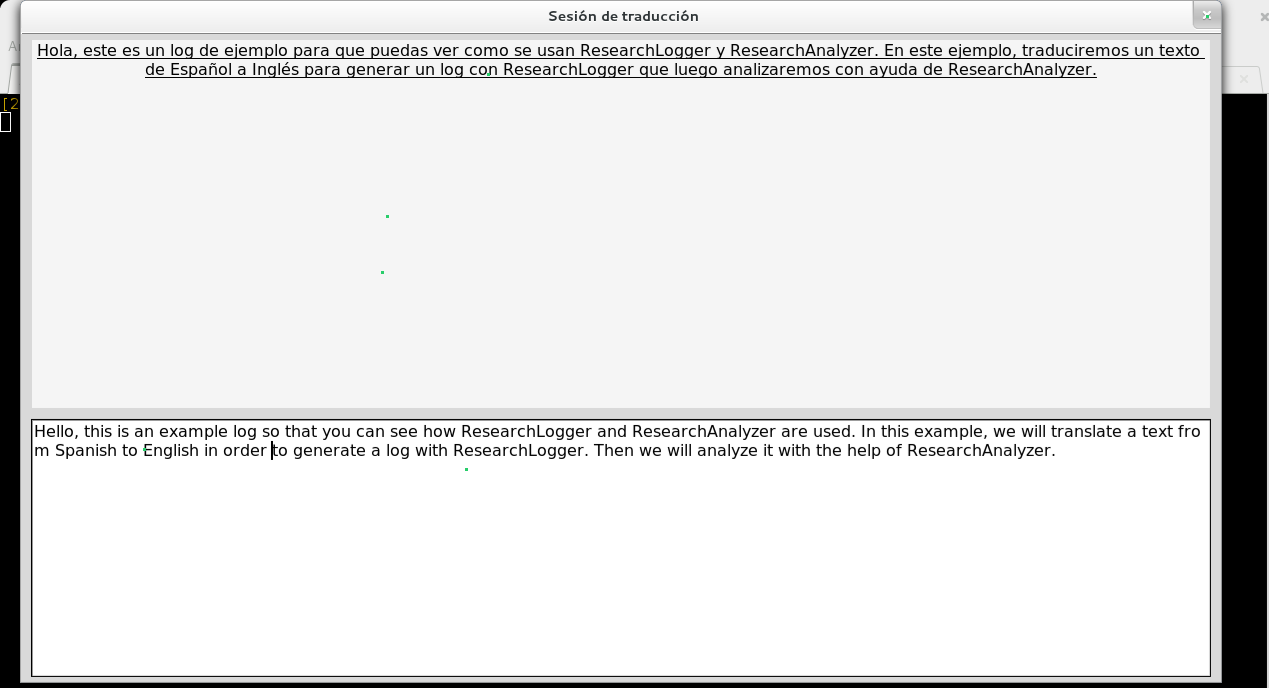 Sesión de traducción
Hola, este es un log de ejemplo para que puedas ver como se usan ResearchLogger y ResearchAnalyzer. En este ejemplo, traduciremos un texto
de Español a Inglés para generar un log con ResearchLogger que luego analizaremos con ayuda de ResearchAnalyzer.
[2
Hello, this is an example log so that you can see how ResearchLogger and ResearchAnalyzer are used. In this example, we will translate a text fro
m Spanish to English in order to generate a log with ResearchLogger. Then we will analyze it with the help of ResearchAnalyzer.